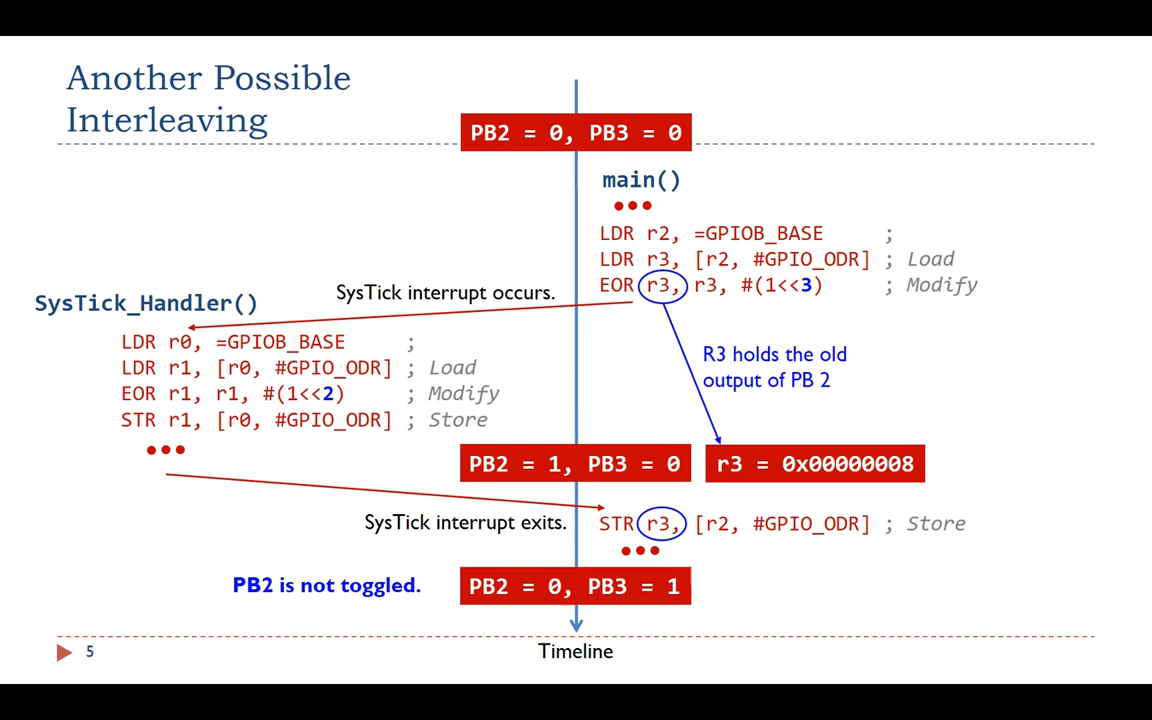 Another Possible
Interleaving
PB2 = 0, PB3 = 0
main()
•••
LDR r2, =GPIOB_BASE ;
LDR r3, [r2, #GPIO_ODR] ; Load
EOR r3, r3, #(1<<3) ; Modify
SysTick interrupt occurs.
SysTick_Handler()
LDR r0, =GPIOB_BASE ;
LDR r1, [r0, #GPIO_ODR] ; Load
EOR r1, r1, #(1<<2) ; Modify
STR r1, [r0, #GPIO_ODR] ; Store
•••
R3 holds the old
output of PB 2
PB2 = 1, PB3 = 0
r3 = 0x00000008
SysTick interrupt exits.
STR r3, [r2, #GPIO_ODR] ; Store
•••
PB2 is not toggled.
PB2 = 0, PB3 = 1
5
Timeline